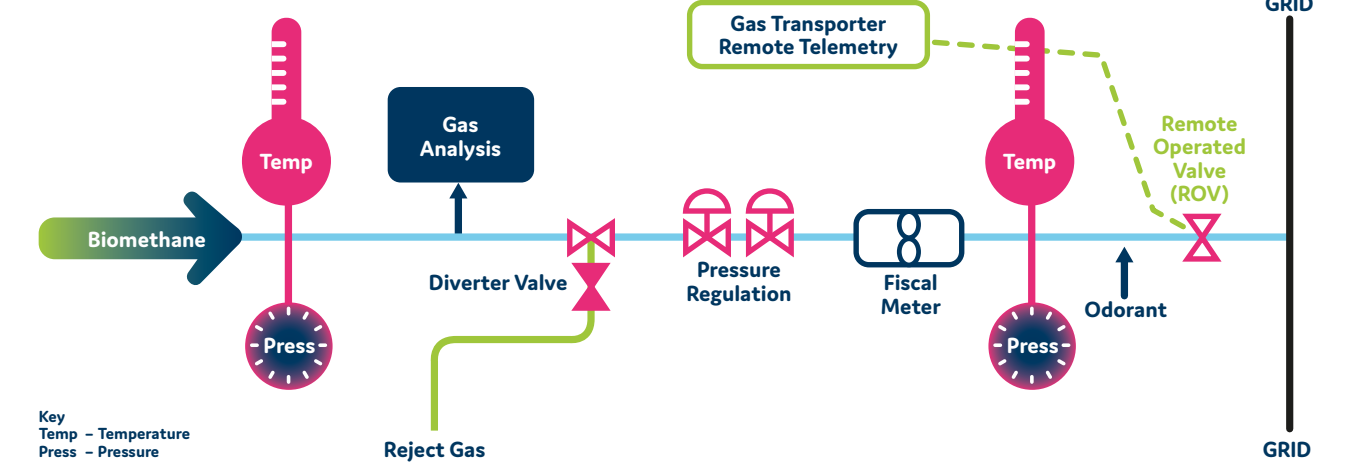 GRID
Gas Transporter
Remote Telemetry
Gas
Analysis
Temp
Temp
Remote
Operated
Valve
(ROV)
Biomethane
Diverter Valve
Pressure
Regulation
Fiscal
Meter
Odorant
Press
Press
Key
Temp – Temperature
Press – Pressure
Reject Gas
GRID